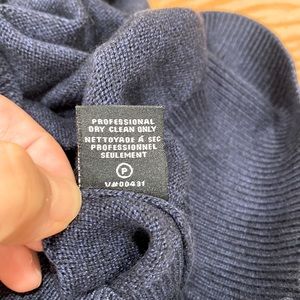 PROFESSIONAL
DRY CLEAN ONLY
NETTOYAGE À SEC
PROFESSIONNEL
SEULEMENT
P
V#00431